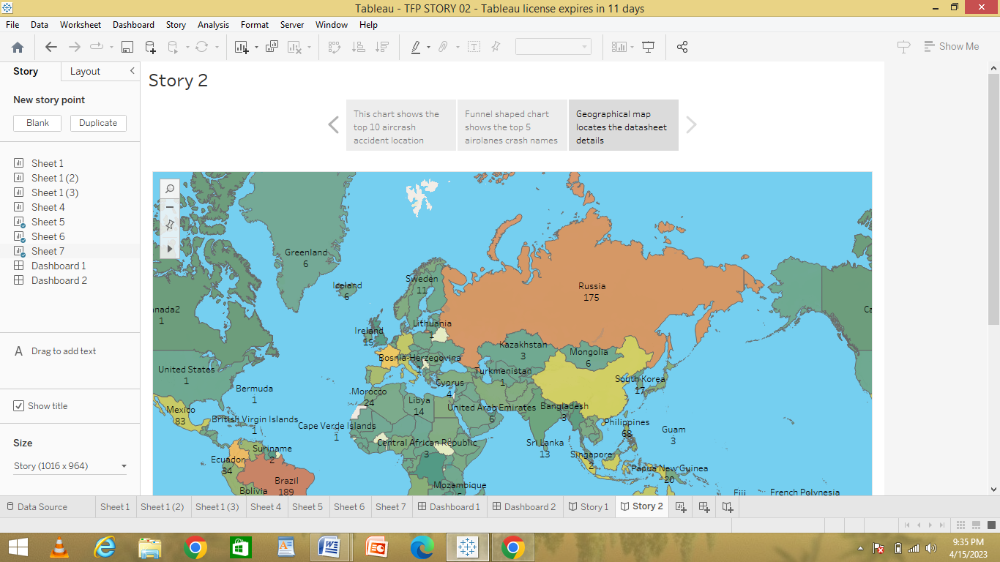 Tableau - TFP STORY 02 - Tableau license expires in 11 days
File Data Worksheet Dashboard Story Analysis Format Server Window Help
Show Me
Story Layout
New story point
Blank Duplicate
Sheet 1
Sheet 1 (2)
Sheet 1 (3)
Sheet 4
Sheet 5
Sheet 6
Sheet 7
Dashboard 1
Dashboard 2
A Drag to add text
Show title
Size
Story (1016 x 964)
Story 2
This chart shows the
top 10 aircrash
accident location
Funnel shaped chart
shows the top 5
airplanes crash names
Geographical map
locates the datasheet
details
Greenland
6
Iceland
6
Sweden
11
Russia
175
nada2
1
Ca
Ireland
15
Lithuania
1
Kazakhstan
3
Mongolia
6
Bosnia-Herzegovina
1
United States
1
Turkmenistan
1
South Korea
17
Bermuda
1
Cyprus
4
Morocco
24
Libya
14
United Arab Emirates
6
Bangladesh
3
Mexico
83
British Virgin Islands
1
Cape Verde Islands
1
Philippines
68
Guam
3
Central African Republic
3
Sri Lanka
13
Suriname
2
Ecuador
34
Singapore
2
Papua New Guinea
20
Brazil
189
Bolivia
Mozambique
Fiji
French Polynesia
Data Source Sheet 1 Sheet 1 (2) Sheet 1 (3) Sheet 4 Sheet 5 Sheet 6 Sheet 7 Dashboard 1 Dashboard 2 Story 1 Story 2
9:35 PM
4/15/2023